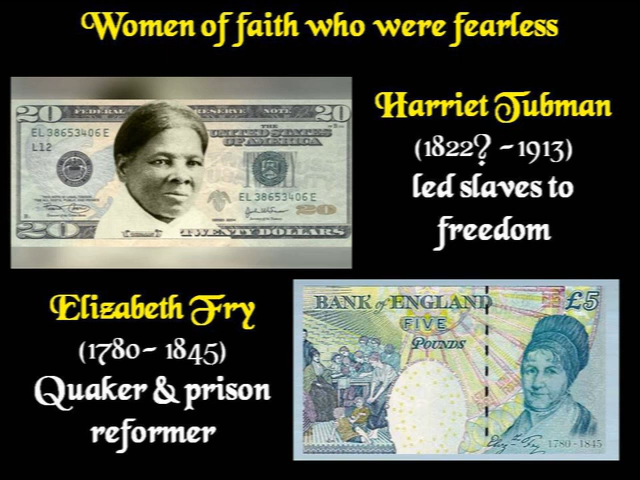 Women of faith who were fearless
Harriet Tubman
(1822? - 1913)
led slaves to
freedom
20 FEDERAL RESERVE NOTE 20
THE
UNITED STATES
OF AMERICA
EL 38653406 E
L12
EL 38653406 E
20
20 TWENTY DOLLARS
Elizabeth Fry
(1780- 1845)
Quaker & prison
reformer
BANK of ENGLAND £5
FIVE
POUNDS
1780 - 1845